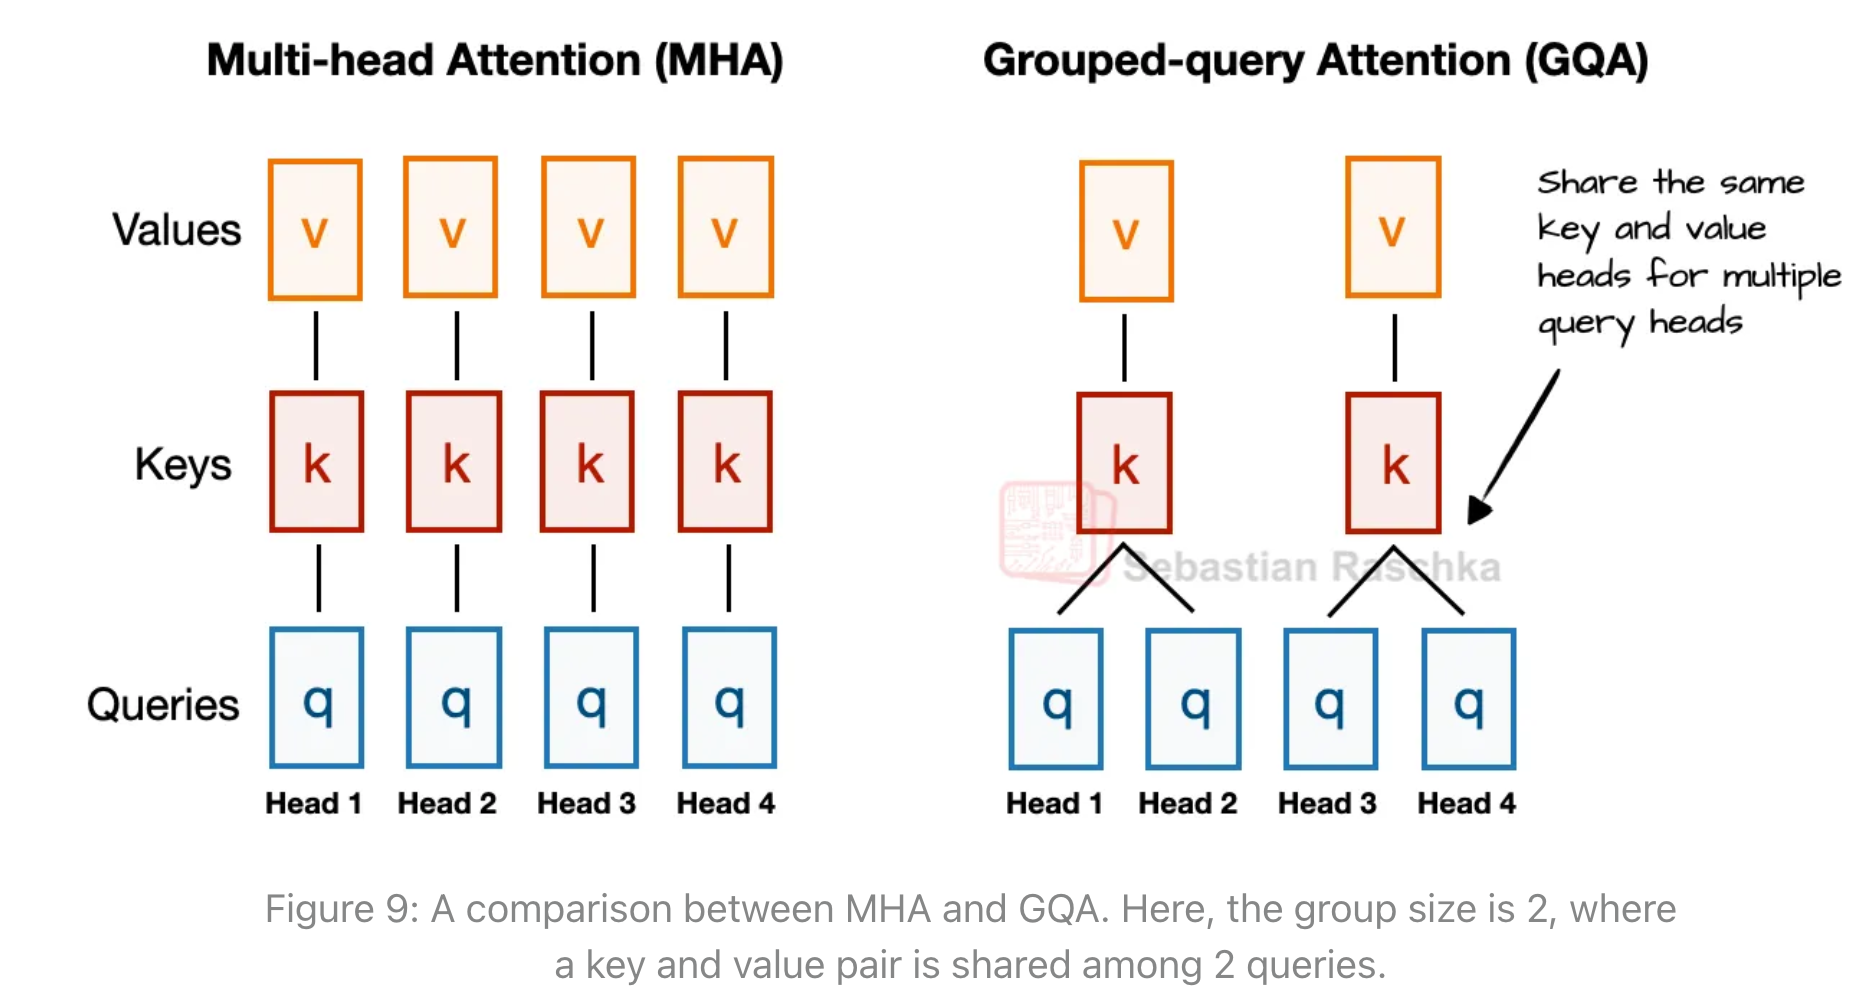 Multi-head Attention (MHA)
Values
v v v v
Keys
k k k k
Queries
q q q q
Head 1 Head 2 Head 3 Head 4
Grouped-query Attention (GQA)
v v
Share the same
key and value
heads for multiple
query heads
k k
Sebastian Raschka
q q q q
Head 1 Head 2 Head 3 Head 4
Figure 9: A comparison between MHA and GQA. Here, the group size is 2, where
a key and value pair is shared among 2 queries.